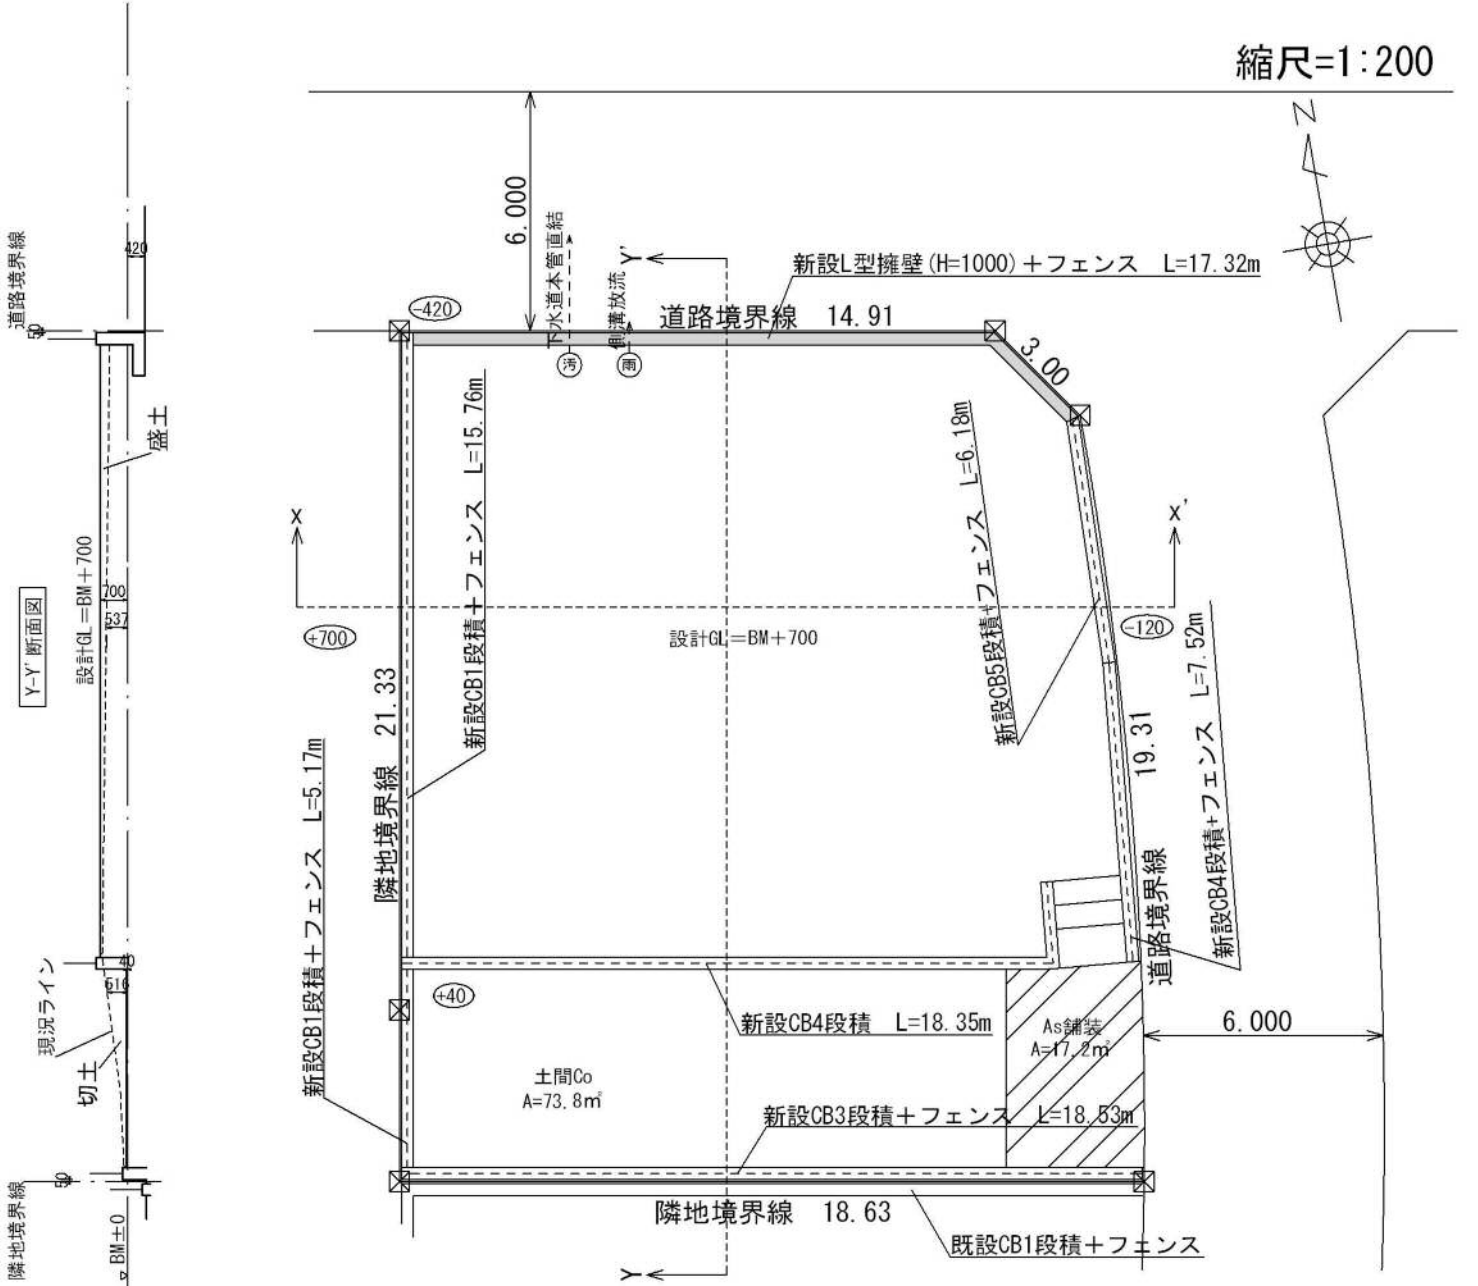 縮尺=1:200
N
6.000
下水道本管直結
側溝放流
Y'
新設L型擁壁(H=1000)+フェンス L=17.32m
道路境界線 14.91
-420
汚
雨
3.00
新設CB1段積+フェンス L=15.76m
新設CB5段積+フェンス L=6.18m
X
X'
+700
設計GL=BM+700
-120
隣地境界線 21.33
新設CB4段積+フェンス L=7.52m
道路境界線 19.31
新設CB1段積+フェンス L=5.17m
+40
新設CB4段積 L=18.35m
As舗装
A=17.2㎡
6.000
土間Co
A=73.8㎡
新設CB3段積+フェンス L=18.53m
隣地境界線 18.63
既設CB1段積+フェンス
Y
道路境界線
420
50
盛土
Y-Y'断面図
設計GL=BM+700
700
537
現況ライン
40
616
切土
50
隣地境界線
BM±0